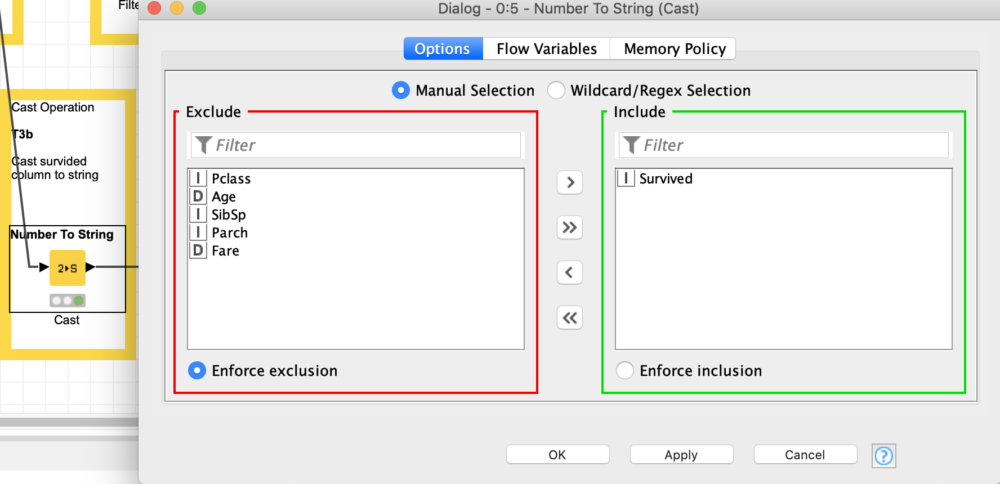 Filte
Dialog - 0:5 - Number To String (Cast)
Options
Flow Variables
Memory Policy
Manual Selection
Wildcard/Regex Selection
Cast Operation
T3b
Cast survided
column to string
Number To String
2 S
Cast
Exclude
Filter
I Pclass
D Age
I SibSp
I Parch
D Fare
Enforce exclusion
>
>>
<
<<
Include
Filter
I Survived
Enforce inclusion
OK
Apply
Cancel
?